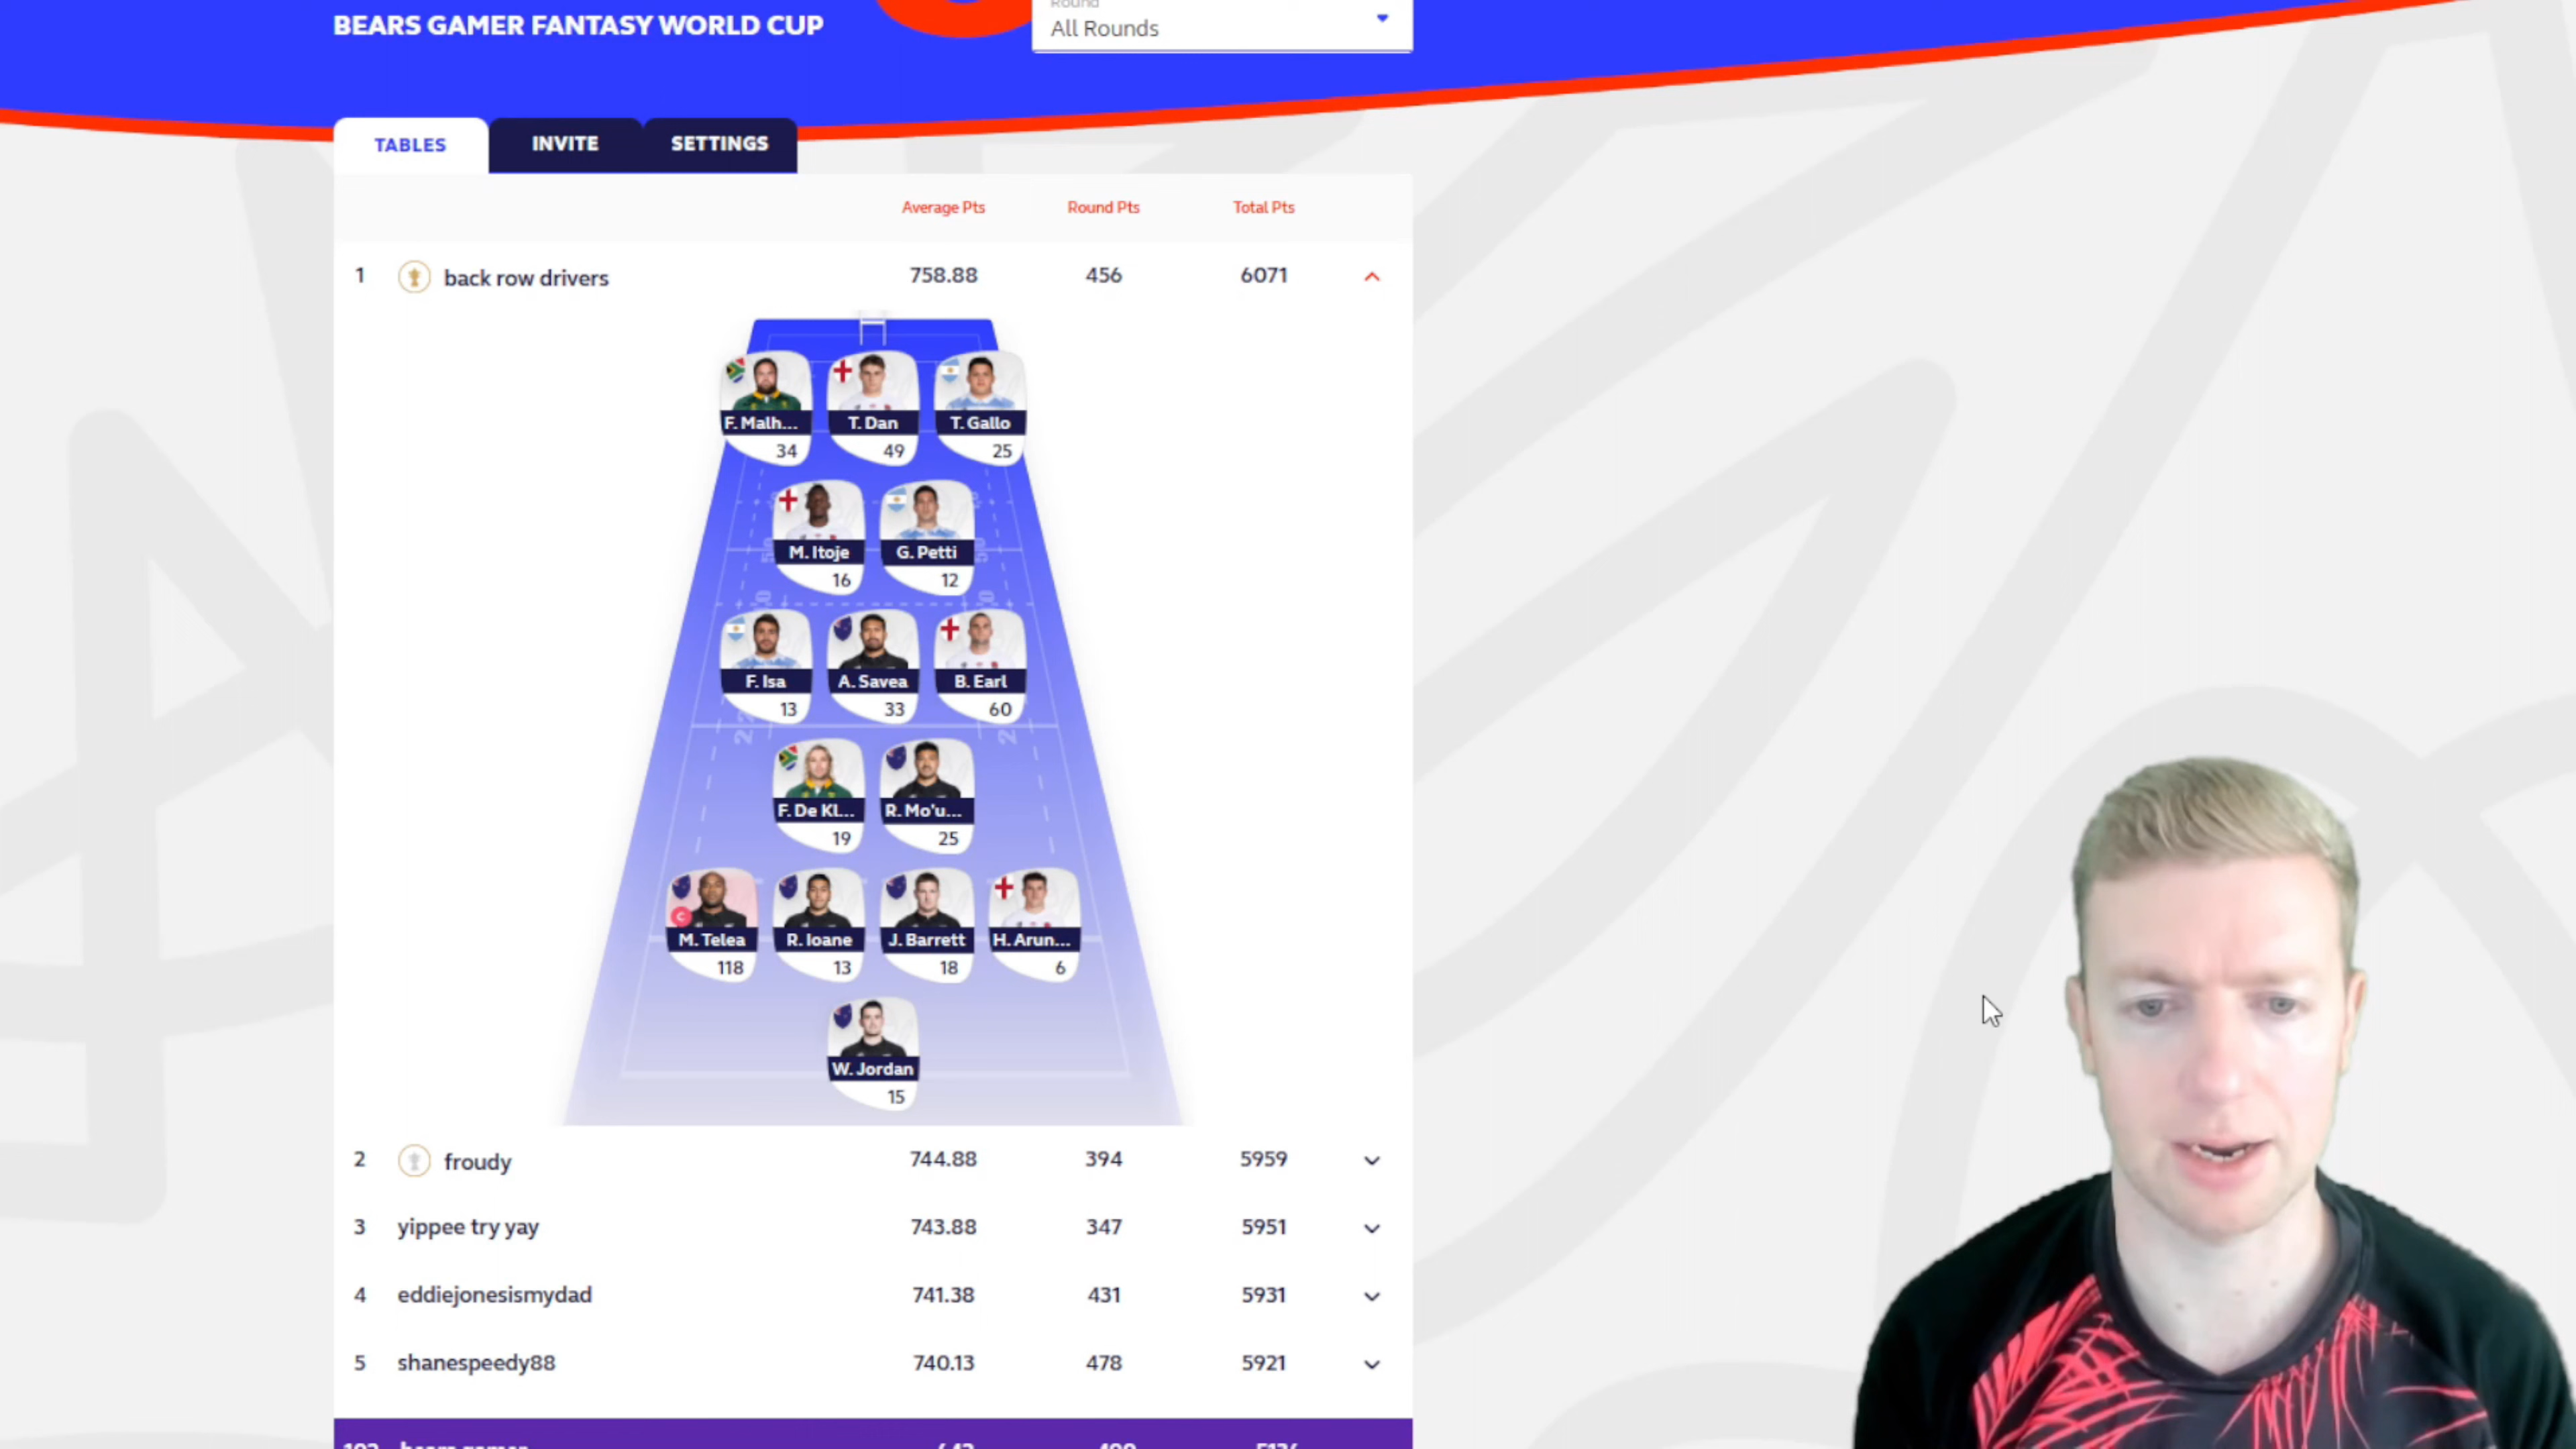 BEARS GAMER FANTASY WORLD CUP
Round
All Rounds
TABLES INVITE SETTINGS
Average Pts Round Pts Total Pts
1 back row drivers 758.88 456 6071
F. Malh... T. Dan T. Gallo
34 49 25
M. Itoje G. Petti
16 12
F. Isa A. Savea B. Earl
13 33 60
F. De Kl... R. Mo'u...
19 25
C
M. Telea R. Ioane J. Barrett H. Arun...
118 13 18 6
W. Jordan
15
2 froudy 744.88 394 5959
3 yippee try yay 743.88 347 5951
4 eddiejonesismydad 741.38 431 5931
5 shanespeedy88 740.13 478 5921